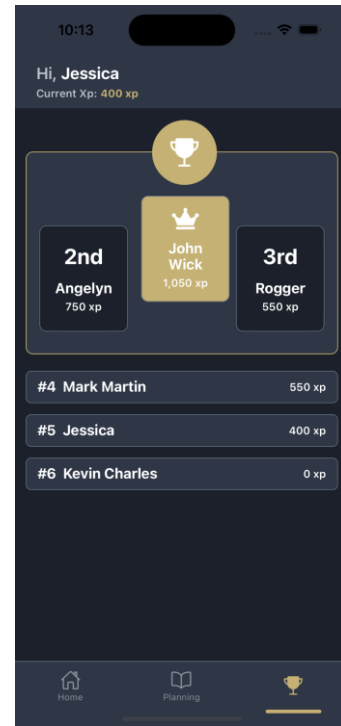 10:13
Hi, Jessica
Current Xp: 400 xp
John
Wick
1,050 xp
2nd
Angelyn
750 xp
3rd
Rogger
550 xp
#4 Mark Martin 550 xp
#5 Jessica 400 xp
#6 Kevin Charles 0 xp
Home
Planning